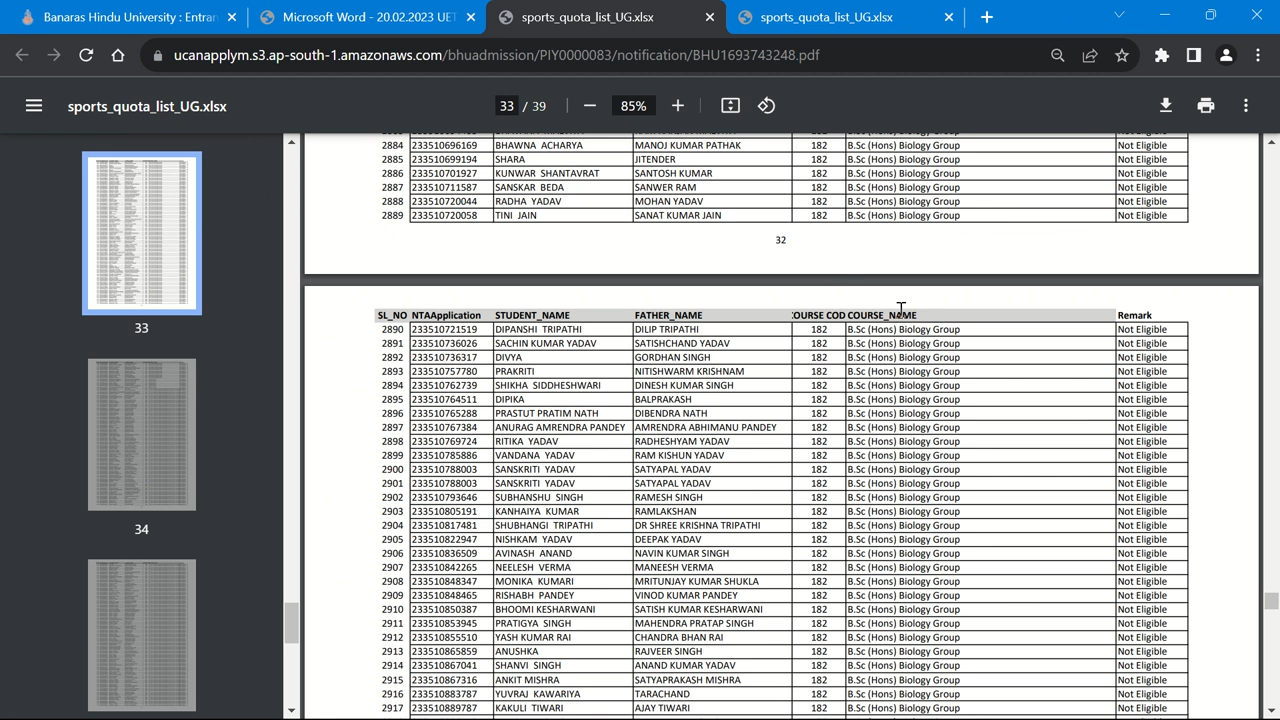 Banaras Hindu University : Entran
Microsoft Word - 20.02.2023 UET
sports_quota_list_UG.xlsx
sports_quota_list_UG.xlsx
ucanapplym.s3.ap-south-1.amazonaws.com/bhuadmission/PIY0000083/notification/BHU1693743248.pdf
sports_quota_list_UG.xlsx
33 / 39
85%
33
34
2884 233510696169 BHAWNA ACHARYA MANOJ KUMAR PATHAK 182 B.Sc (Hons) Biology Group Not Eligible
2885 233510699134 SHARUL JITENDER 182 B.Sc (Hons) Biology Group Not Eligible
2886 SANTOSH KUMAR 182 B.Sc (Hons) Biology Group Not Eligible
2887 SANSKAR 182 B.Sc (Hons) Biology Group Not Eligible
2888 RADHA YADAV 182 B.Sc (Hons) Biology Group Not Eligible
2889 233510720658 TINI JAIN KUMAR JAIN 182 B.Sc (Hons) Biology Group Not Eligible
32
SL_NO NTAApplication STUDENT_NAME FATHER_NAME OURSE COD COURSE_NAME Remark
2890 233510721519 DIPANSHI TRIPATHI DILIP TRIPATHI 182 B.Sc (Hons) Biology Group Not Eligible
2891 233510736026 SACHIN KUMAR YADAV SATISHCHAND YADAV 182 B.Sc (Hons) Biology Group Not Eligible
2892 233510736317 DIVYA GORDHAN SINGH 182 B.Sc (Hons) Biology Group Not Eligible
2893 233510757780 PRAKRITI NITISHWARM KRISHNAM 182 B.Sc (Hons) Biology Group Not Eligible
2894 233510762739 SHIKHA SIDDHESHWARI DINESH KUMAR SINGH 182 B.Sc (Hons) Biology Group Not Eligible
2895 233510764511 DIPIKA BALPRAKASH 182 B.Sc (Hons) Biology Group Not Eligible
2896 233510765288 PRASTUT PRATIM NATH DIBENDRA NATH 182 B.Sc (Hons) Biology Group Not Eligible
2897 233510767384 ANURAG AMRENDRA PANDEY AMRENDRA ABHIMANU PANDEY 182 B.Sc (Hons) Biology Group Not Eligible
2898 233510769724 RITIKA YADAV RADHESHYAM YADAV 182 B.Sc (Hons) Biology Group Not Eligible
2899 233510785886 VANDANA YADAV RAM KISHUN YADAV 182 B.Sc (Hons) Biology Group Not Eligible
2900 233510788003 SANSKRITI YADAV SATYAPAL YADAV 182 B.Sc (Hons) Biology Group Not Eligible
2901 233510788003 SANSKRITI YADAV SATYAPAL YADAV 182 B.Sc (Hons) Biology Group Not Eligible
2902 233510793646 SUBHANSHU SINGH RAMESH SINGH 182 B.Sc (Hons) Biology Group Not Eligible
2903 233510805191 KANHAIYA KUMAR RAMLAKSHAN 182 B.Sc (Hons) Biology Group Not Eligible
2904 233510817481 SHUBHANGI TRIPATHI DR SHREE KRISHNA TRIPATHI 182 B.Sc (Hons) Biology Group Not Eligible
2905 233510822947 NISHKAM YADAV DEEPAK YADAV 182 B.Sc (Hons) Biology Group Not Eligible
2906 233510836509 AVINASH ANAND NAVIN KUMAR SINGH 182 B.Sc (Hons) Biology Group Not Eligible
2907 233510842265 NEELESH VERMA MANEESH VERMA 182 B.Sc (Hons) Biology Group Not Eligible
2908 233510848347 MONIKA KUMARI MRITUNJAY KUMAR SHUKLA 182 B.Sc (Hons) Biology Group Not Eligible
2909 233510848465 RISHABH PANDEY VINOD KUMAR PANDEY 182 B.Sc (Hons) Biology Group Not Eligible
2910 233510850387 BHOOMI KESHARWANI SATISH KUMAR KESHARWANI 182 B.Sc (Hons) Biology Group Not Eligible
2911 233510853945 PRATIGYA SINGH MAHENDRA PRATAP SINGH 182 B.Sc (Hons) Biology Group Not Eligible
2912 233510855510 YASH KUMAR RAI CHANDRA BHAN RAI 182 B.Sc (Hons) Biology Group Not Eligible
2913 233510865859 ANUSHKA RAJVEER SINGH 182 B.Sc (Hons) Biology Group Not Eligible
2914 233510867041 SHANVI SINGH ANAND KUMAR YADAV 182 B.Sc (Hons) Biology Group Not Eligible
2915 233510867316 ANKIT MISHRA SATYAPRAKASH MISHRA 182 B.Sc (Hons) Biology Group Not Eligible
2916 233510883787 YUVRAJ KAWARIYA TARACHAND 182 B.Sc (Hons) Biology Group Not Eligible
2917 233510889787 KAKULI TIWARI AJAY TIWARI 182 B.Sc (Hons) Biology Group Not Eligible